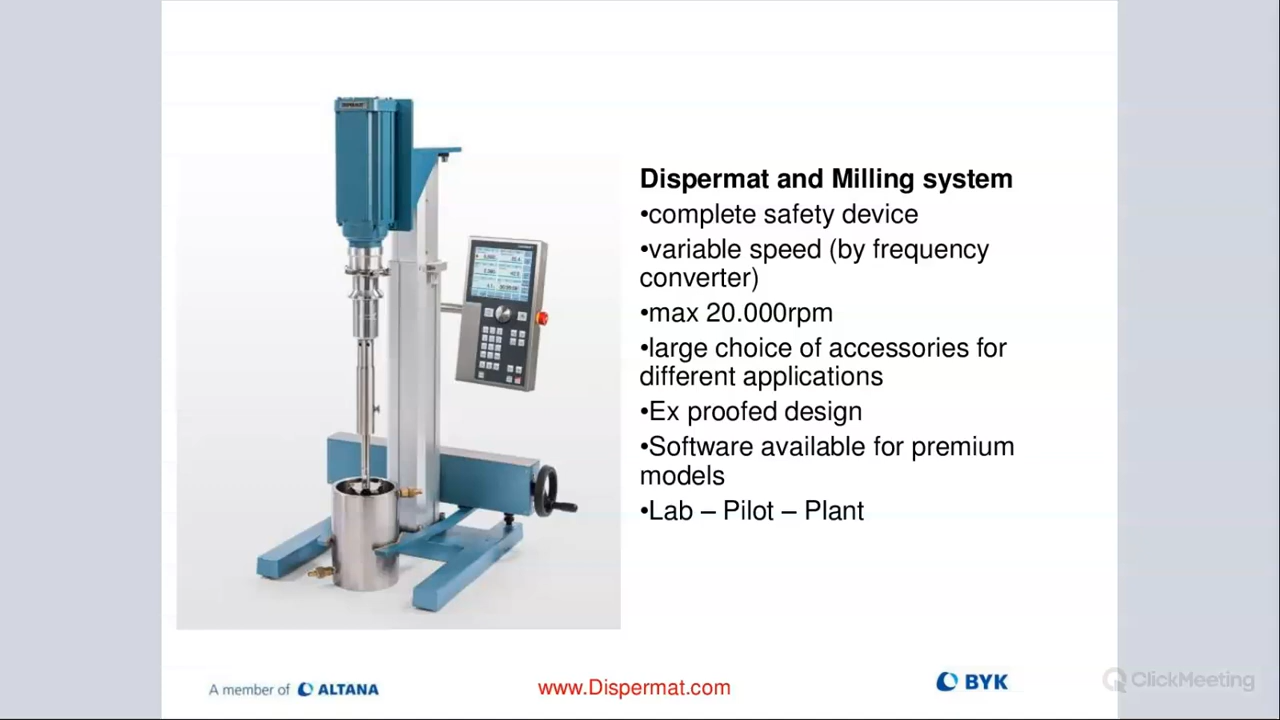 DISPERMAT
Dispermat and Milling system
•complete safety device
•variable speed (by frequency
converter)
•max 20.000rpm
•large choice of accessories for
different applications
•Ex proofed design
•Software available for premium
models
•Lab – Pilot – Plant
A member of ALTANA
www.Dispermat.com
BYK
ClickMeeting